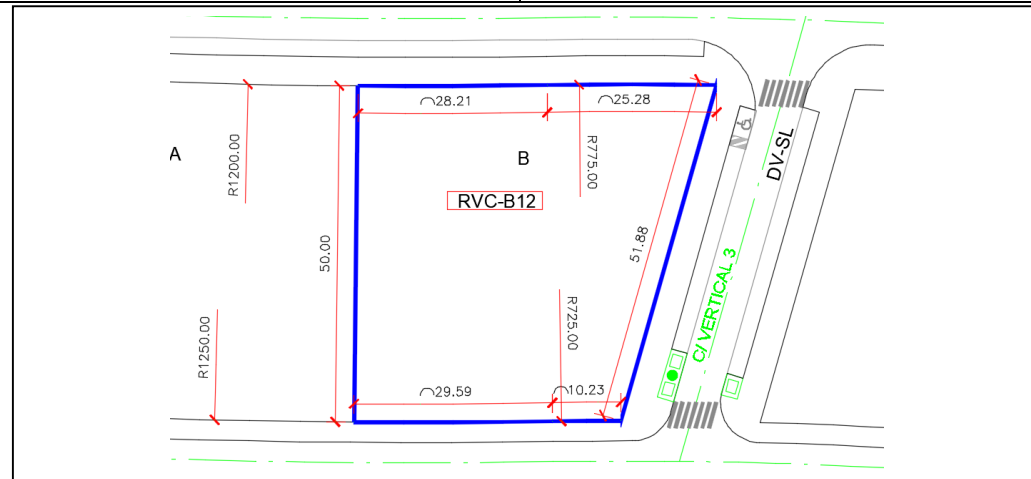 ⌒28.21
⌒25.28
R1200.00
R775.00
A
B
DV-SL
RVC-B12
50.00
51.88
C/ VERTICAL 3
R1250.00
R725.00
⌒29.59
⌒10.23